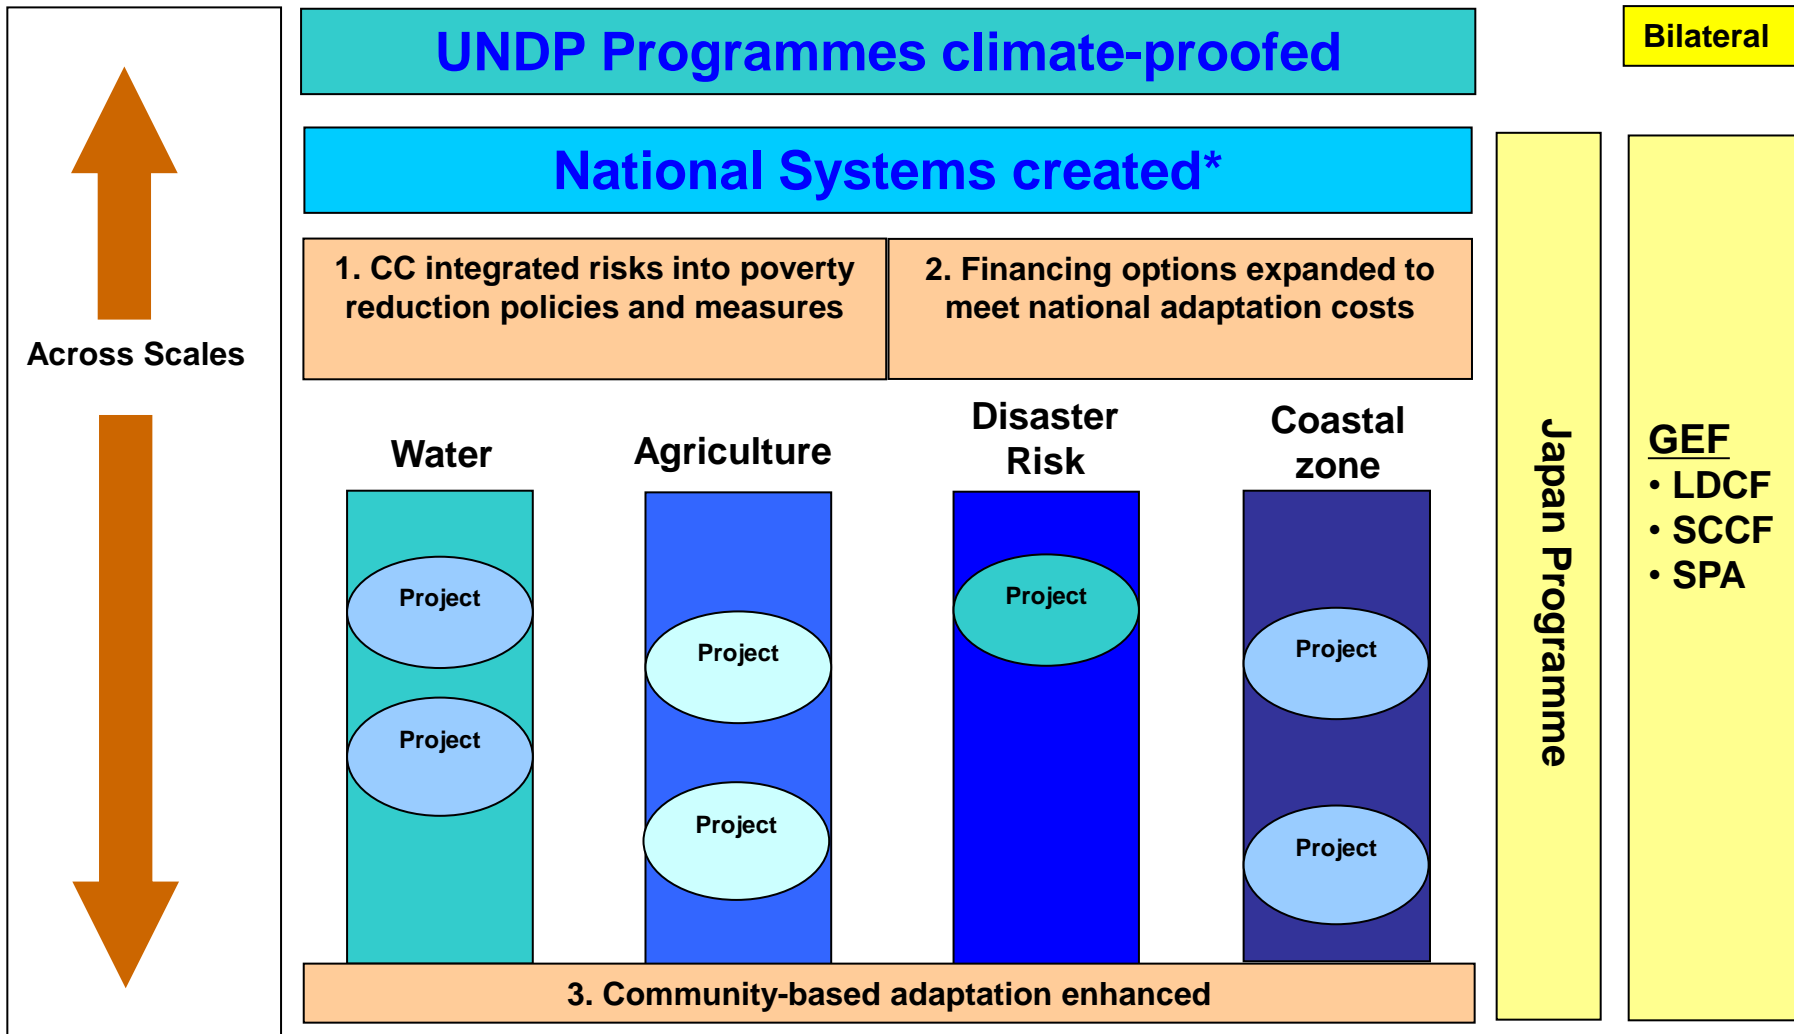 UNDP Programmes climate-proofed
Bilateral
National Systems created*
1. CC integrated risks into poverty
reduction policies and measures
2. Financing options expanded to
meet national adaptation costs
Across Scales
Water
Agriculture
Disaster
Risk
Coastal
zone
Project
Project
Project
Project
Project
Project
Project
3. Community-based adaptation enhanced
Japan Programme
GEF
• LDCF
• SCCF
• SPA